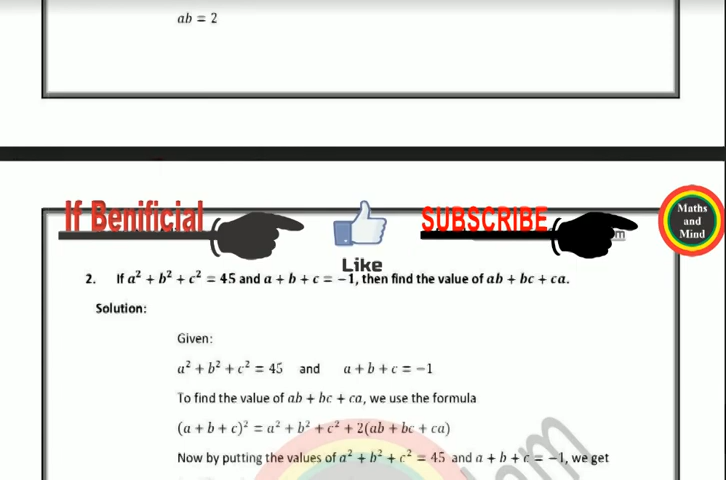 ab = 2
If Benificial
SUBSCRIBE
Maths
and
Mind
Like
2. If a² + b² + c² = 45 and a + b + c = −1, then find the value of ab + bc + ca.
Solution:
Given:
a² + b² + c² = 45 and a + b + c = −1
To find the value of ab + bc + ca, we use the formula
(a + b + c)² = a² + b² + c² + 2(ab + bc + ca)
Now by putting the values of a² + b² + c² = 45 and a + b + c = −1, we get